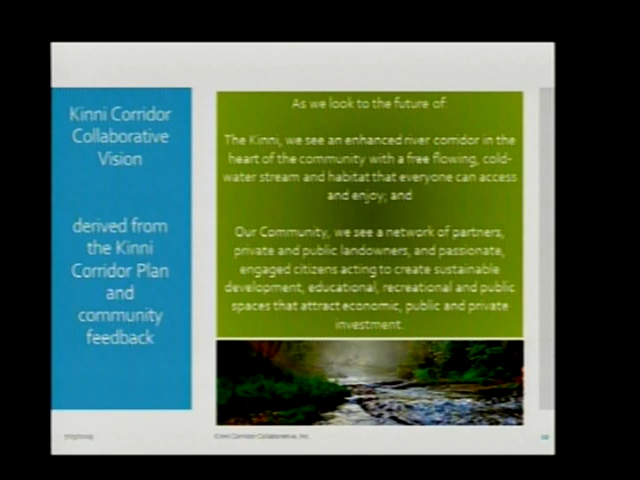 Kinni Corridor
Collaborative
Vision
derived from
the Kinni
Corridor Plan
and
community
feedback
As we look to the future of:
The Kinni, we see an enhanced river corridor in the
heart of the community with a free flowing, cold-
water stream and habitat that everyone can access
and enjoy; and
Our Community, we see a network of partners,
private and public landowners, and passionate,
engaged citizens acting to create sustainable
development, educational, recreational and public
spaces that attract economic, public and private
investment.
Kinni Corridor Collaborative, Inc.